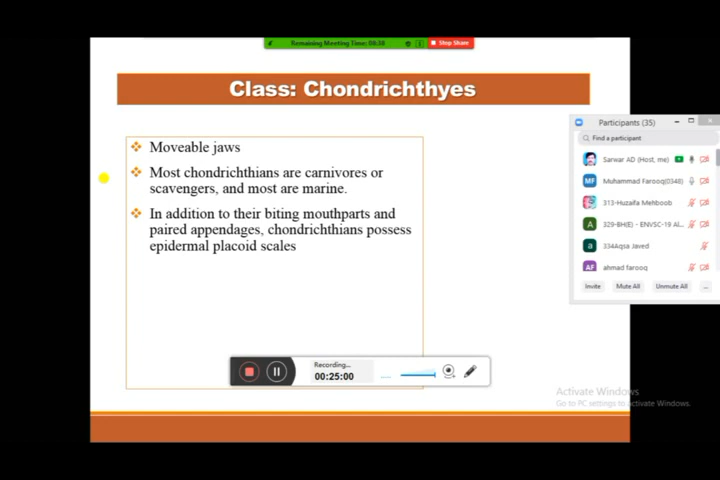 Remaining Meeting Time: 08:38
Stop Share
Class: Chondrichthyes
Moveable jaws
Most chondrichthians are carnivores or
scavengers, and most are marine.
In addition to their biting mouthparts and
paired appendages, chondrichthians possess
epidermal placoid scales
Participants (35)
Find a participant
Sarwar AD (Host, me)
MF Muhammad Farooq(0348)
313-Huzaifa Mehboob
A 329-BH(E) - ENVSC-19 Al...
a 334Aqsa Javed
AF ahmad farooq
Invite Mute All Unmute All ...
Recording...
00:25:00
Activate Windows
Go to PC settings to activate Windows.